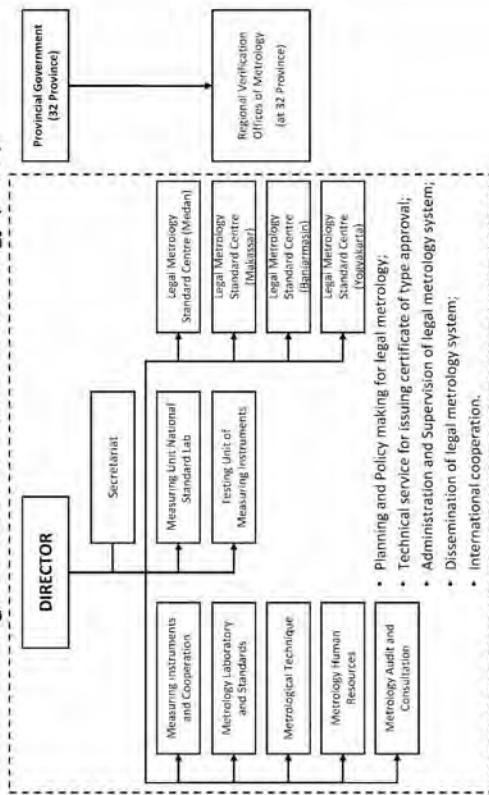 DIRECTOR
Secretariat
Measuring Instruments
and Cooperation
Metrology Laboratory
and Standards
Metrological Technique
Metrology Human
Resources
Metrology Audit and
Consultation
Measuring Unit National
Standard Lab
Testing Unit of
Measuring Instruments
Legal Metrology
Standard Centre (Medan)
Legal Metrology
Standard Centre
(Makassar)
Legal Metrology
Standard Centre
(Banjarmasin)
Legal Metrology
Standard Centre
(Yogyakarta)
• Planning and Policy making for legal metrology;
• Technical service for issuing certificate of type approval;
• Administration and Supervision of legal metrology system;
• Dissemination of legal metrology system;
• International cooperation.
Provincial Government
(32 Province)
Regional Verification
Offices of Metrology
(at 32 Province)